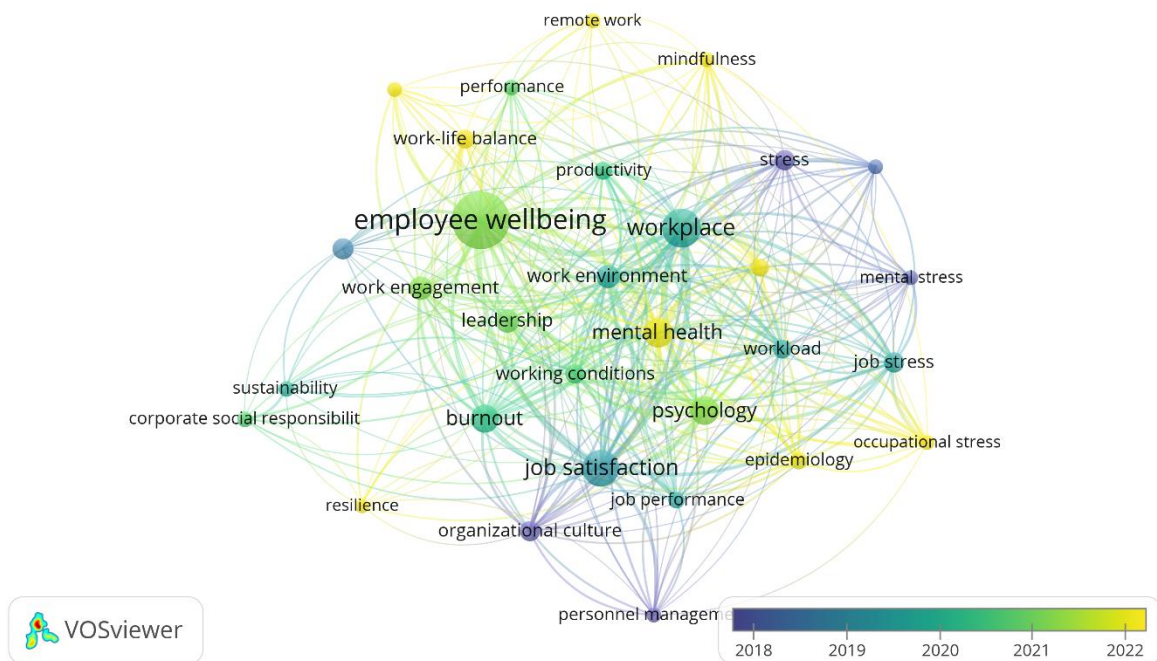 remote work
mindfulness
performance
work-life balance
stress
productivity
employee wellbeing
workplace
work environment
mental stress
work engagement
leadership
mental health
workload
job stress
working conditions
sustainability
psychology
burnout
corporate social responsibilit
occupational stress
epidemiology
job satisfaction
job performance
resilience
organizational culture
personnel manageme
VOSviewer
2018 2019 2020 2021 2022